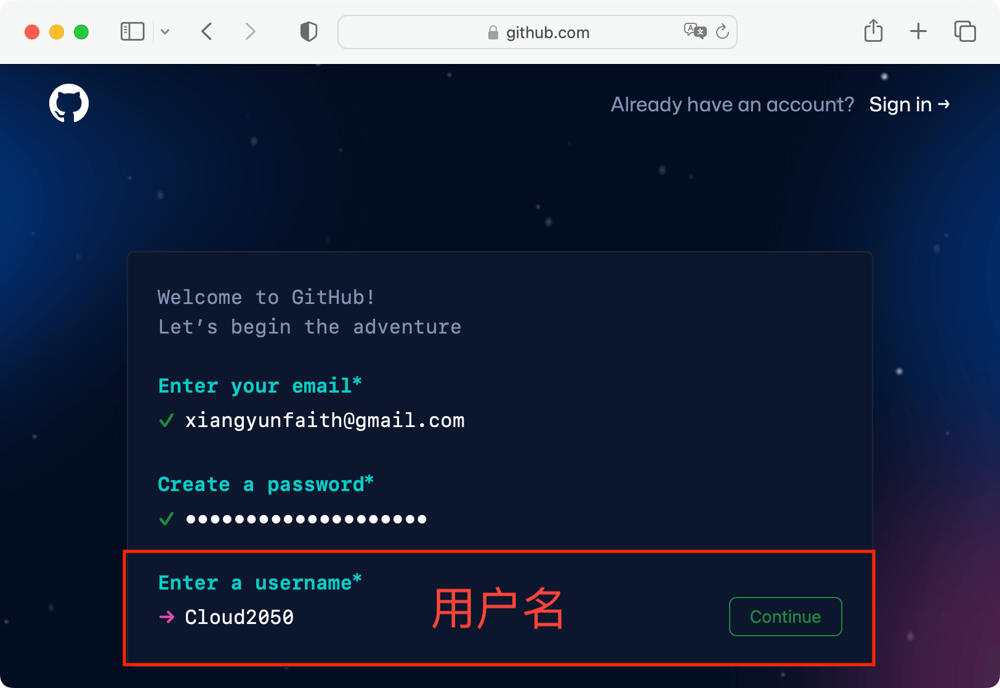 github.com
Already have an account? Sign in →
Welcome to GitHub!
Let’s begin the adventure
Enter your email*
✓ xiangyunfaith@gmail.com
Create a password*
✓ ●●●●●●●●●●●●●●●●●●●●
Enter a username*
→ Cloud2050
用户名
Continue